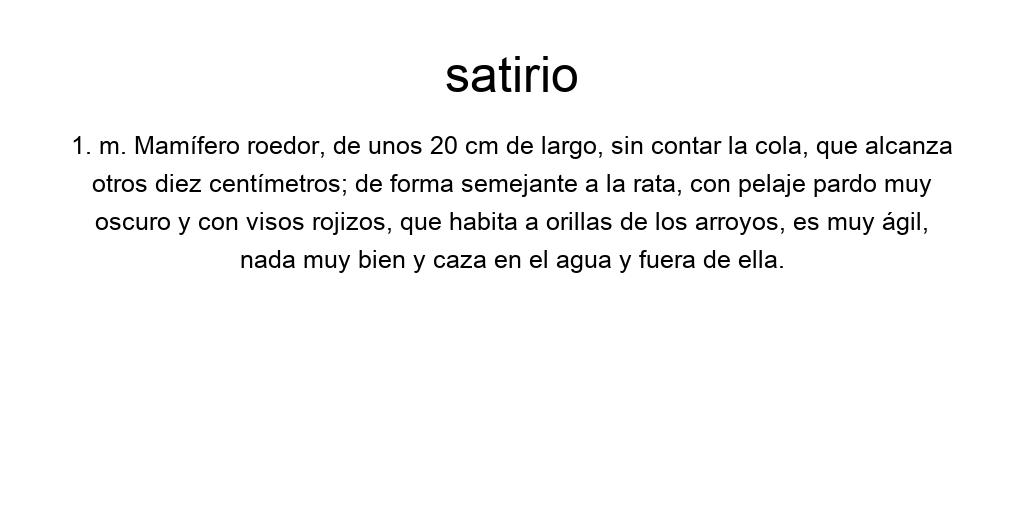 satirio
1. m. Mamífero roedor, de unos 20 cm de largo, sin contar la cola, que alcanza
otros diez centímetros; de forma semejante a la rata, con pelaje pardo muy
oscuro y con visos rojizos, que habita a orillas de los arroyos, es muy ágil,
nada muy bien y caza en el agua y fuera de ella.